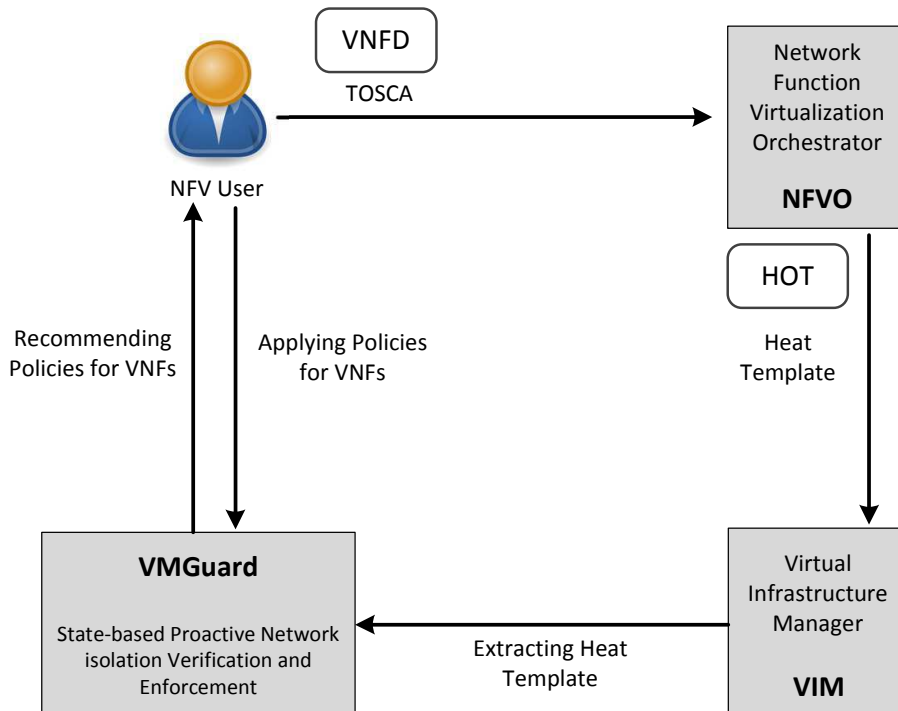 VNFD
TOSCA
NFV User
Network
Function
Virtualization
Orchestrator
NFVO
HOT
Heat
Template
Recommending
Policies for VNFs
Applying Policies
for VNFs
VMGuard
State-based Proactive Network
isolation Verification and
Enforcement
Extracting Heat
Template
Virtual
Infrastructure
Manager
VIM